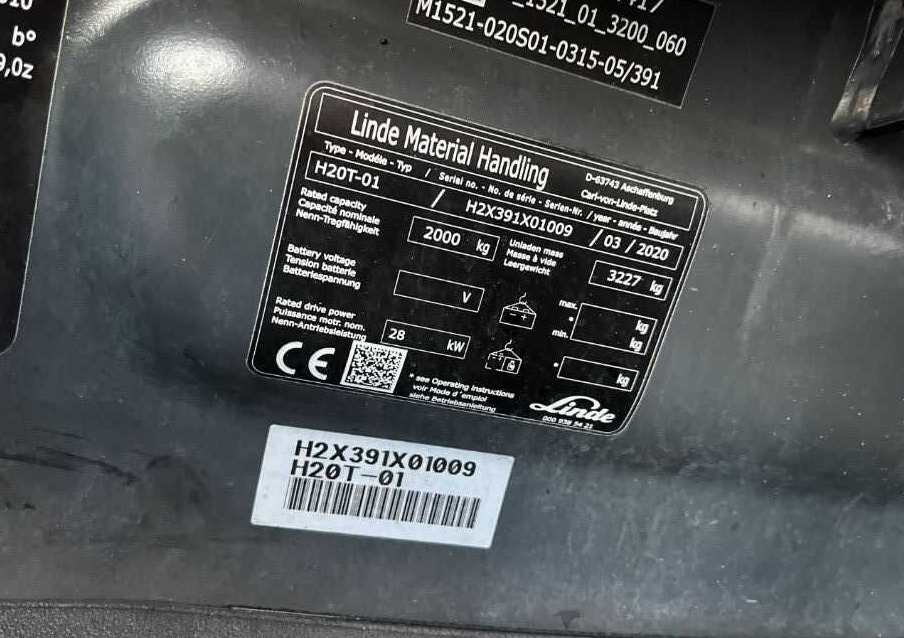 b°
1521_01_3200_060
M1521-020S01-0315-05/391
Linde Material Handling
D-63743 Aschaffenburg
Carl-von-Linde-Platz
Type - Modéle - Typ / Serial no. - No. de série - Serien-Nr. / year - année - Baujahr
H20T-01 / H2X391X01009 / 03 / 2020
Rated capacity
Capacité nominale
Nenn-Tragfähigkeit
2000 kg
Unladen mass
Masse à vide
Leergewicht
3227 kg
Battery voltage
Tension batterie
Batteriespannung
V
max.
* kg
min.
kg
Rated drive power
Puissance motr. nom.
Nenn-Antriebsleistung
28 kW
* kg
CE
* see Operating instructions
voir Mode d'emploi
siehe Betriebsanleitung
Linde
H2X391X01009
H20T-01